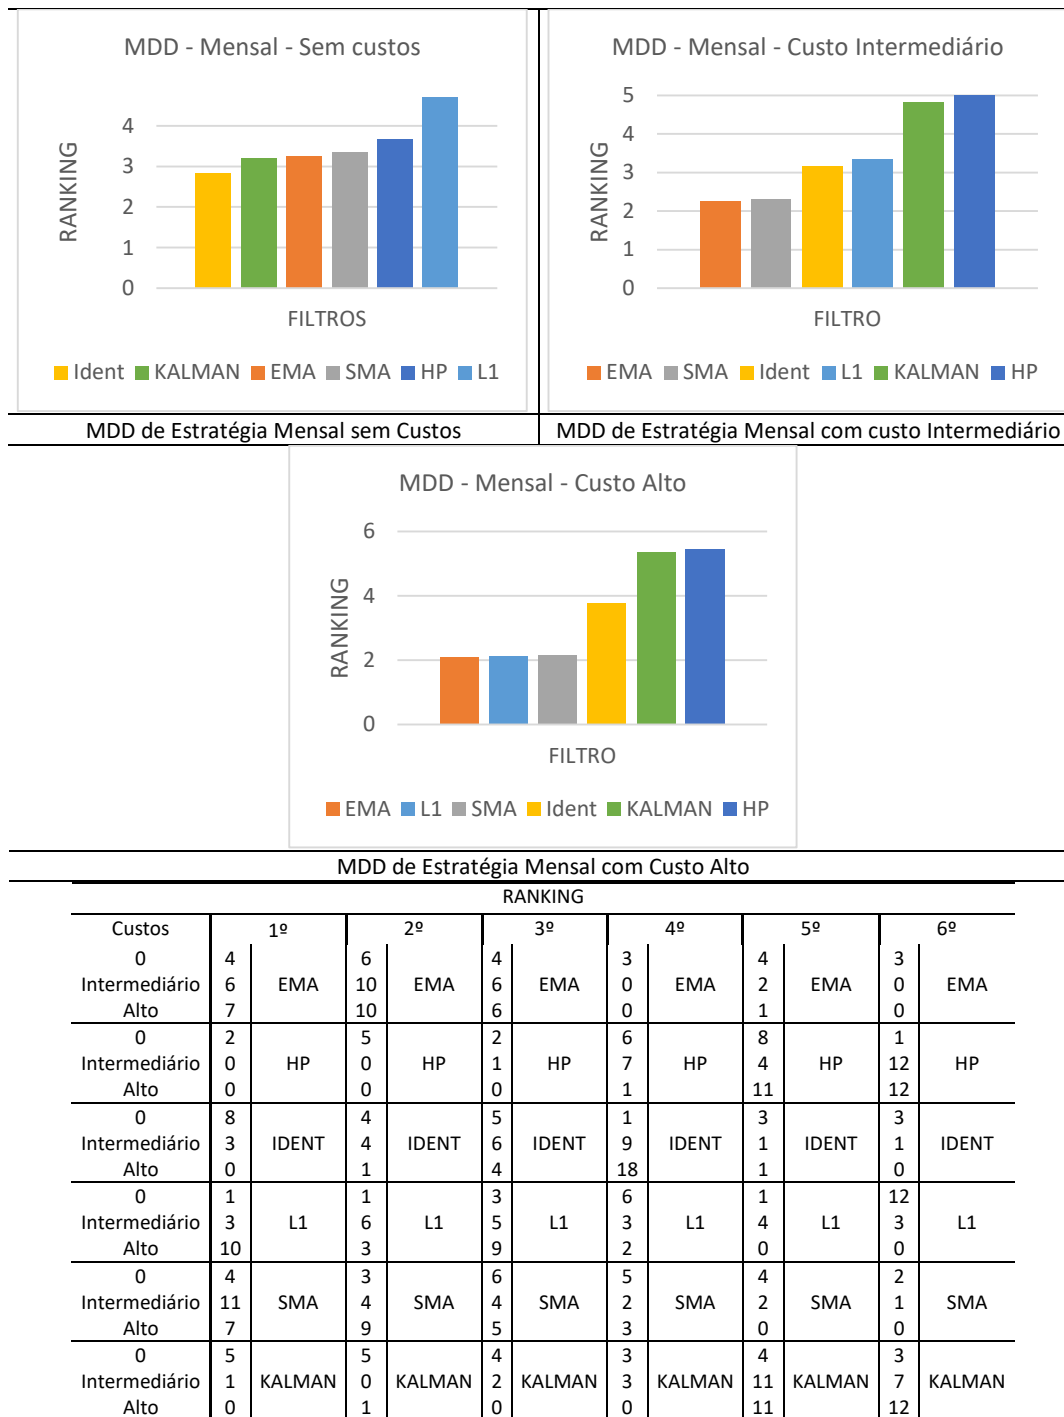 MDD - Mensal - Sem custos
RANKING
4
3
2
1
0
FILTROS
Ident KALMAN EMA SMA HP L1
MDD - Mensal - Custo Intermediário
RANKING
5
4
3
2
1
0
FILTRO
EMA SMA Ident L1 KALMAN HP
MDD de Estratégia Mensal sem Custos
MDD de Estratégia Mensal com custo Intermediário
MDD - Mensal - Custo Alto
RANKING
6
4
2
0
FILTRO
EMA L1 SMA Ident KALMAN HP
MDD de Estratégia Mensal com Custo Alto
RANKING
Custos 1º 2º 3º 4º 5º 6º
0 4 6 4 3 4 3
Intermediário 6 EMA 10 EMA 6 EMA 0 EMA 2 EMA 0 EMA
Alto 7 10 6 0 1 0
0 2 5 2 6 8 1
Intermediário 0 HP 0 HP 1 HP 7 HP 4 HP 12 HP
Alto 0 0 0 1 11 12
0 8 4 5 1 3 3
Intermediário 3 IDENT 4 IDENT 6 IDENT 9 IDENT 1 IDENT 1 IDENT
Alto 0 1 4 18 1 0
0 1 1 3 6 1 12
Intermediário 3 L1 6 L1 5 L1 3 L1 4 L1 3 L1
Alto 10 3 9 2 0 0
0 4 3 6 5 4 2
Intermediário 11 SMA 4 SMA 4 SMA 2 SMA 2 SMA 1 SMA
Alto 7 9 5 3 0 0
0 5 5 4 3 4 3
Intermediário 1 KALMAN 0 KALMAN 2 KALMAN 3 KALMAN 11 KALMAN 7 KALMAN
Alto 0 1 0 0 11 12